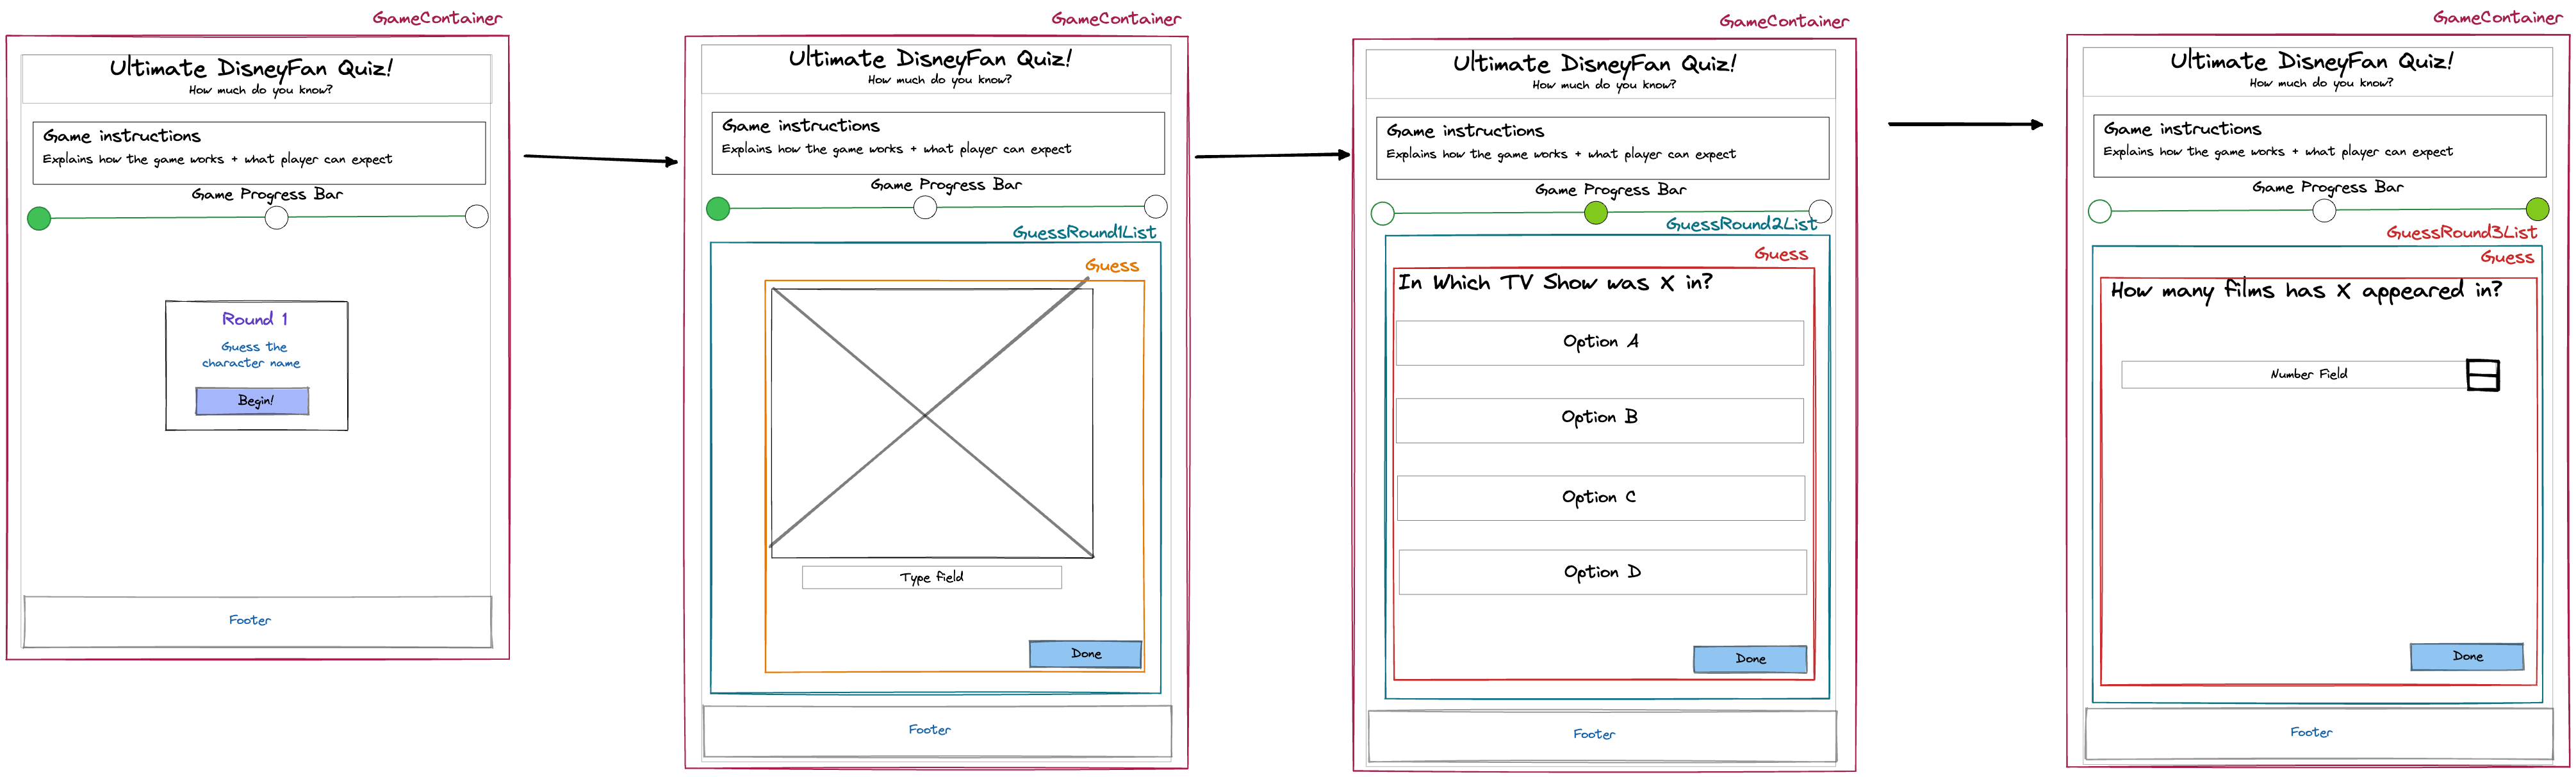 GameContainer
Ultimate DisneyFan Quiz!
How much do you know?
Game instructions
Explains how the game works + what player can expect
Game Progress Bar
Round 1
Guess the
character name
Begin!
Footer
GameContainer
Ultimate DisneyFan Quiz!
How much do you know?
Game instructions
Explains how the game works + what player can expect
Game Progress Bar
GuessRound1List
Guess
Type field
Done
Footer
GameContainer
Ultimate DisneyFan Quiz!
How much do you know?
Game instructions
Explains how the game works + what player can expect
Game Progress Bar
GuessRound2List
Guess
In Which TV Show was X in?
Option A
Option B
Option C
Option D
Done
Footer
GameContainer
Ultimate DisneyFan Quiz!
How much do you know?
Game instructions
Explains how the game works + what player can expect
Game Progress Bar
GuessRound3List
Guess
How many films has X appeared in?
Number Field
Done
Footer